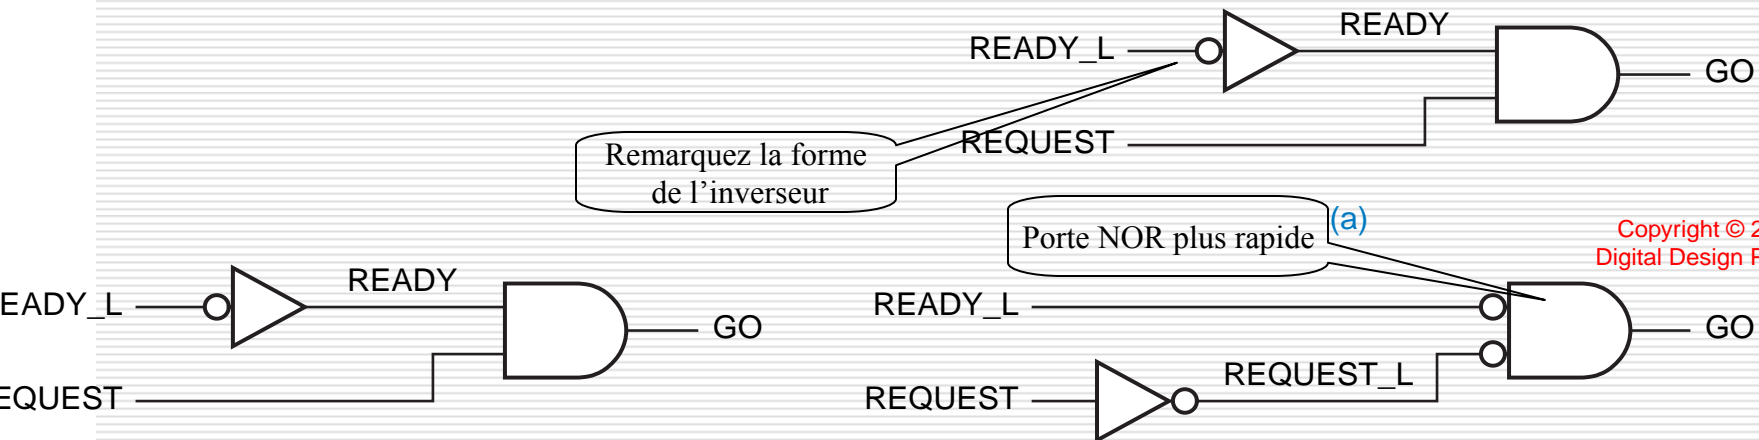 READY
READY_L
GO
REQUEST
Remarquez la forme
de l’inverseur
Porte NOR plus rapide
(a)
Copyright © 2
Digital Design P
READY
EADY_L
GO
EQUEST
READY_L
GO
REQUEST_L
REQUEST